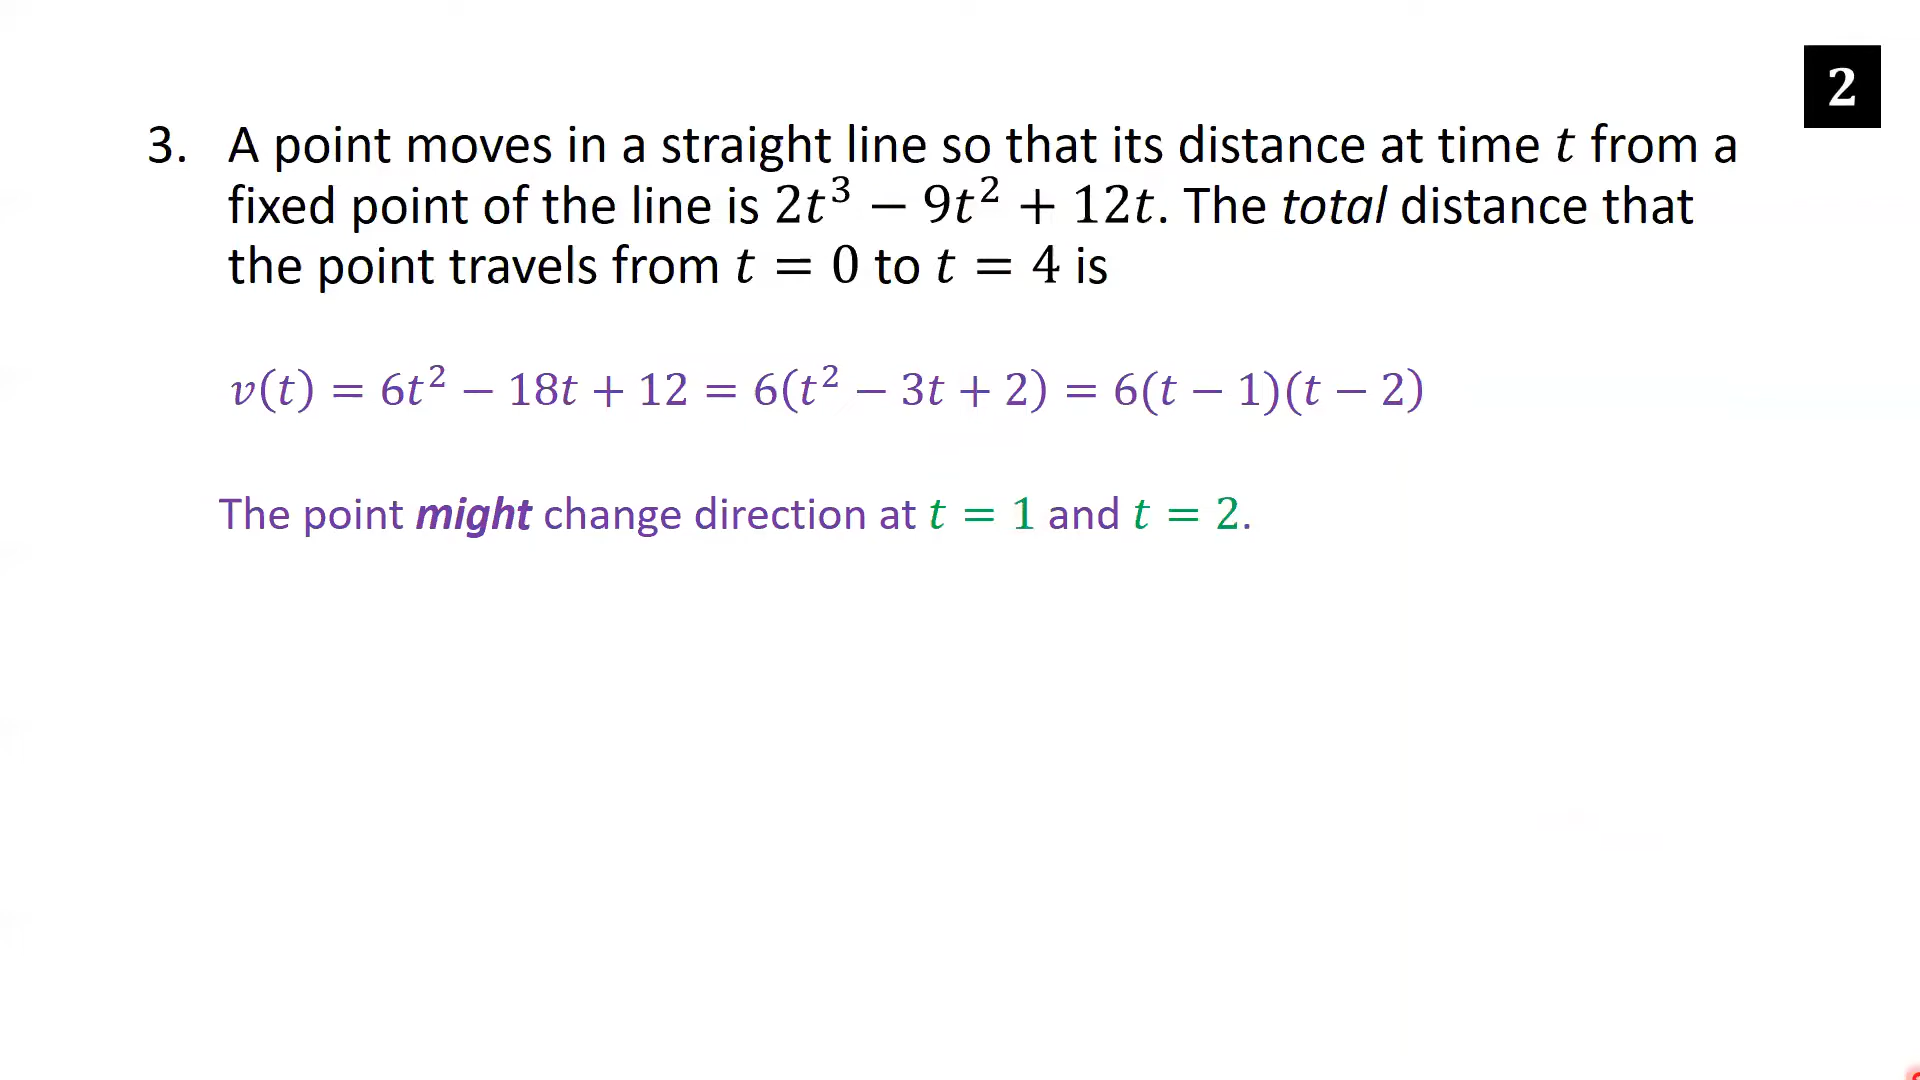 2
3. A point moves in a straight line so that its distance at time t from a
fixed point of the line is 2t³ − 9t² + 12t. The total distance that
the point travels from t = 0 to t = 4 is
v(t) = 6t² − 18t + 12 = 6(t² − 3t + 2) = 6(t − 1)(t − 2)
The point might change direction at t = 1 and t = 2.